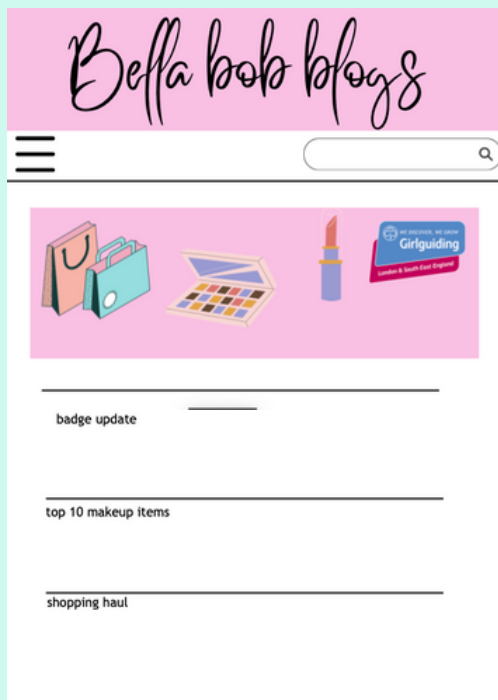 Bella bob blogs
WE DISCOVER, WE GROW
Girlguiding
London & South East England
badge update
top 10 makeup items
shopping haul